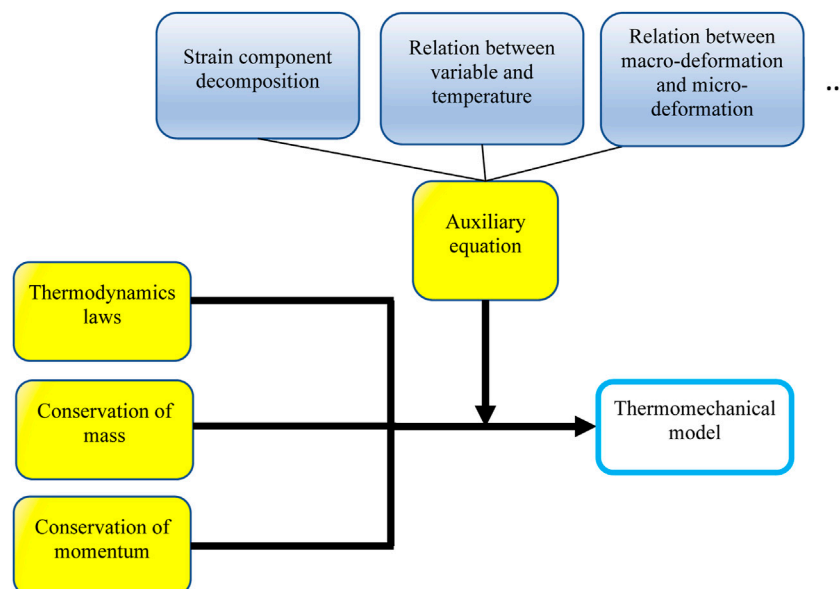 Strain component
decomposition
Relation between
variable and
temperature
Relation between
macro-deformation
and micro-
deformation
..
Auxiliary
equation
Thermodynamics
laws
Conservation of
mass
Thermomechanical
model
Conservation of
momentum